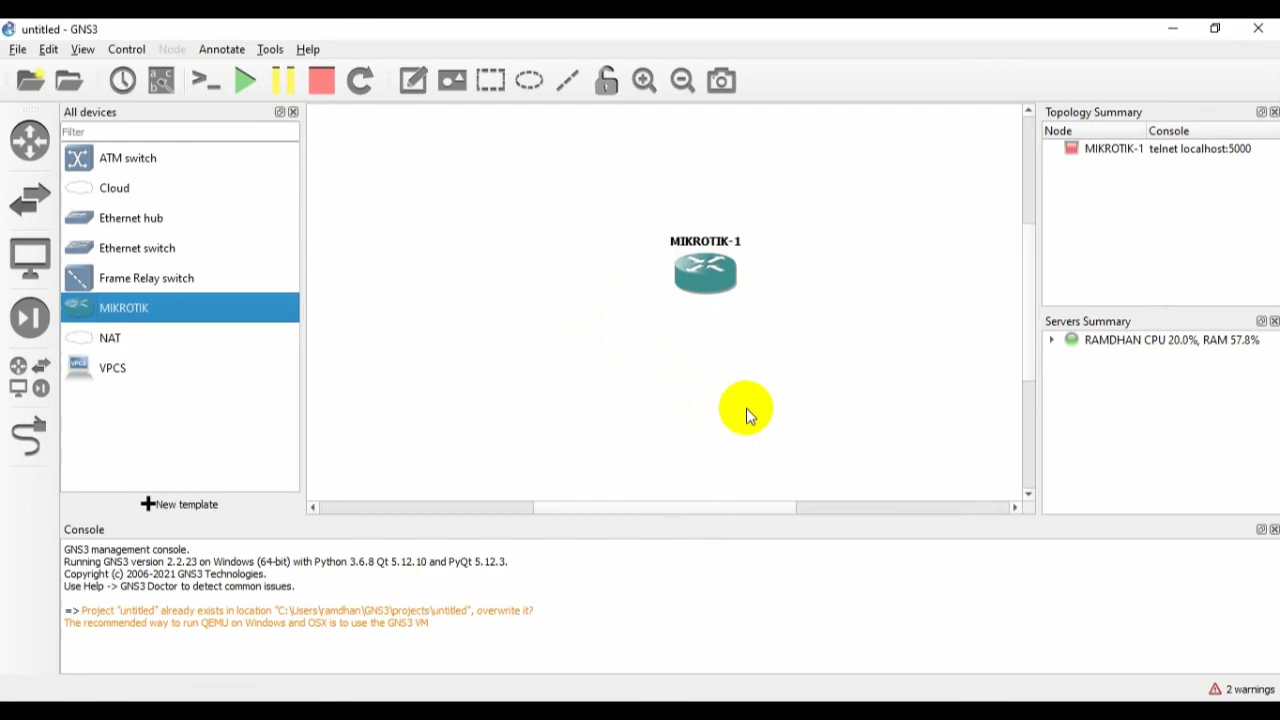 untitled - GNS3
File Edit View Control Node Annotate Tools Help
All devices
Filter
ATM switch
Cloud
Ethernet hub
Ethernet switch
Frame Relay switch
MIKROTIK
NAT
VPCS
New template
MIKROTIK-1
Topology Summary
Node Console
MIKROTIK-1 telnet localhost:5000
Servers Summary
RAMDHAN CPU 20.0%, RAM 57.8%
Console
GNS3 management console.
Running GNS3 version 2.2.23 on Windows (64-bit) with Python 3.6.8 Qt 5.12.10 and PyQt 5.12.3.
Copyright (c) 2006-2021 GNS3 Technologies.
Use Help -> GNS3 Doctor to detect common issues.
=> Project "untitled" already exists in location "C:\Users\ramdhan\GNS3\projects\untitled", overwrite it?
The recommended way to run QEMU on Windows and OSX is to use the GNS3 VM
2 warnings